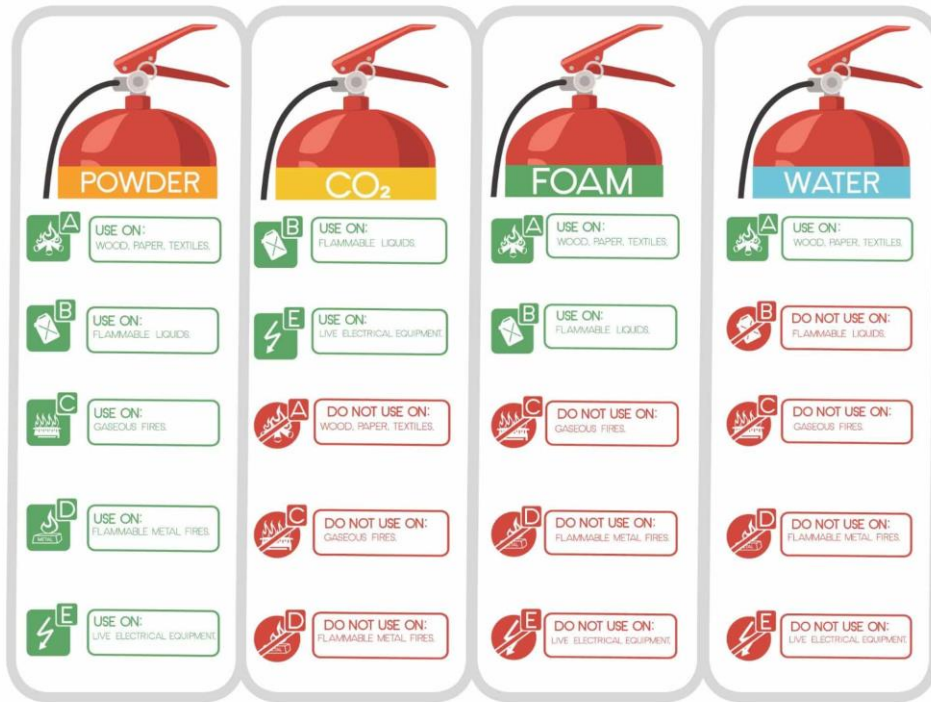 POWDER
A
USE ON:
WOOD, PAPER, TEXTILES.
B
USE ON:
FLAMMABLE LIQUIDS.
C
USE ON:
GASEOUS FIRES.
D
METAL
USE ON:
FLAMMABLE METAL FIRES.
E
USE ON:
LIVE ELECTRICAL EQUIPMENT.
CO₂
B
USE ON:
FLAMMABLE LIQUIDS.
E
USE ON:
LIVE ELECTRICAL EQUIPMENT.
A
DO NOT USE ON:
WOOD, PAPER, TEXTILES.
C
DO NOT USE ON:
GASEOUS FIRES.
D
DO NOT USE ON:
FLAMMABLE METAL FIRES.
FOAM
A
USE ON:
WOOD, PAPER, TEXTILES.
B
USE ON:
FLAMMABLE LIQUIDS.
C
DO NOT USE ON:
GASEOUS FIRES.
D
DO NOT USE ON:
FLAMMABLE METAL FIRES.
E
DO NOT USE ON:
LIVE ELECTRICAL EQUIPMENT.
WATER
A
USE ON:
WOOD, PAPER, TEXTILES.
B
DO NOT USE ON:
FLAMMABLE LIQUIDS.
C
DO NOT USE ON:
GASEOUS FIRES.
D
DO NOT USE ON:
FLAMMABLE METAL FIRES.
E
DO NOT USE ON:
LIVE ELECTRICAL EQUIPMENT.